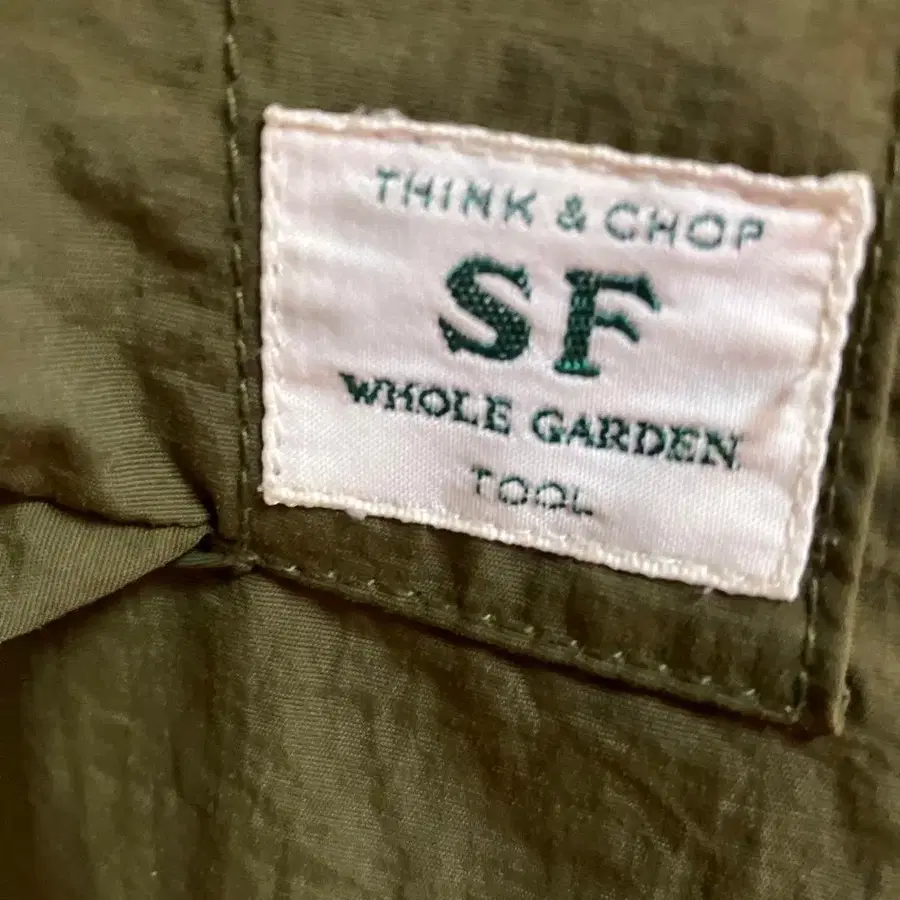 THINK & CHOP
SF
WHOLE GARDEN
TOOL